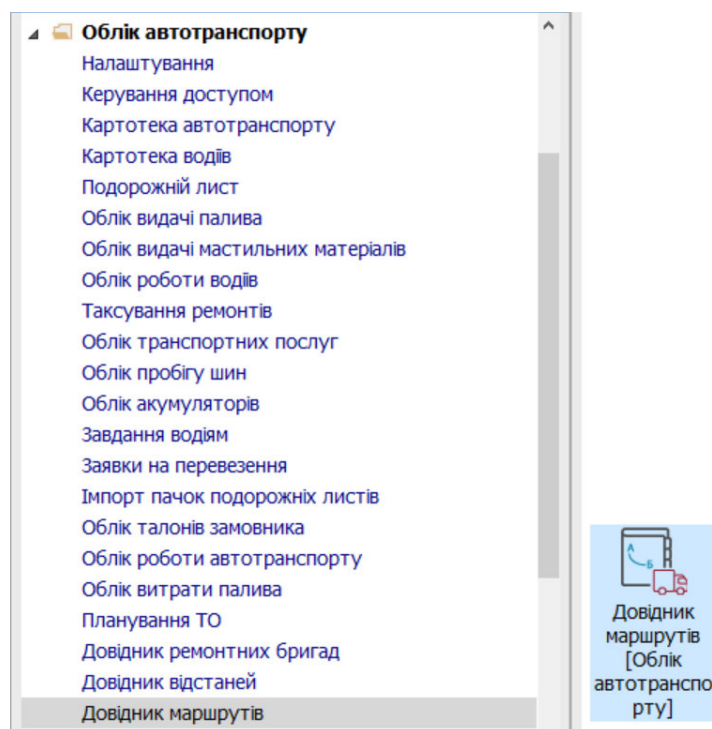 Облік автотранспорту
Налаштування
Керування доступом
Картотека автотранспорту
Картотека водіїв
Подорожній лист
Облік видачі палива
Облік видачі мастильних матеріалів
Облік роботи водіїв
Таксування ремонтів
Облік транспортних послуг
Облік пробігу шин
Облік акумуляторів
Завдання водіям
Заявки на перевезення
Імпорт пачок подорожніх листів
Облік талонів замовника
Облік роботи автотранспорту
Облік витрати палива
Планування ТО
Довідник ремонтних бригад
Довідник відстаней
Довідник маршрутів
А
Б
Довідник
маршрутів
[Облік
автотранспо
рту]